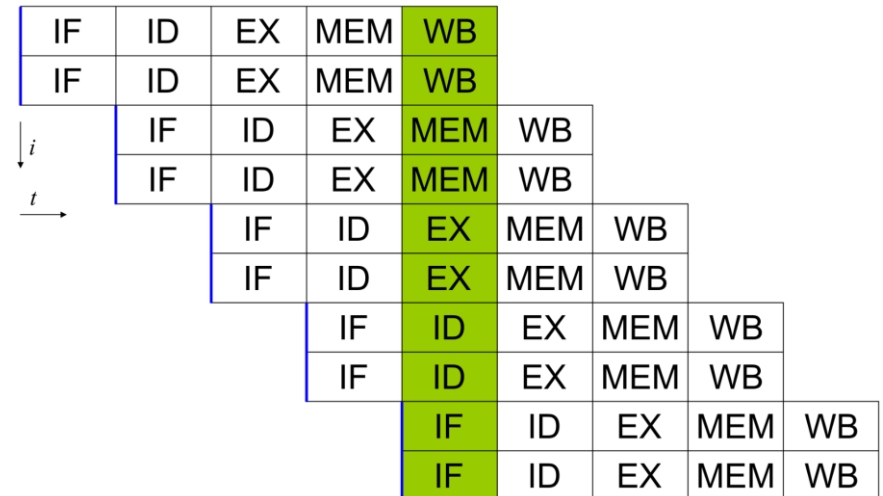 IF ID EX MEM WB
IF ID EX MEM WB
IF ID EX MEM WB
i
IF ID EX MEM WB
t
IF ID EX MEM WB
IF ID EX MEM WB
IF ID EX MEM WB
IF ID EX MEM WB
IF ID EX MEM WB
IF ID EX MEM WB